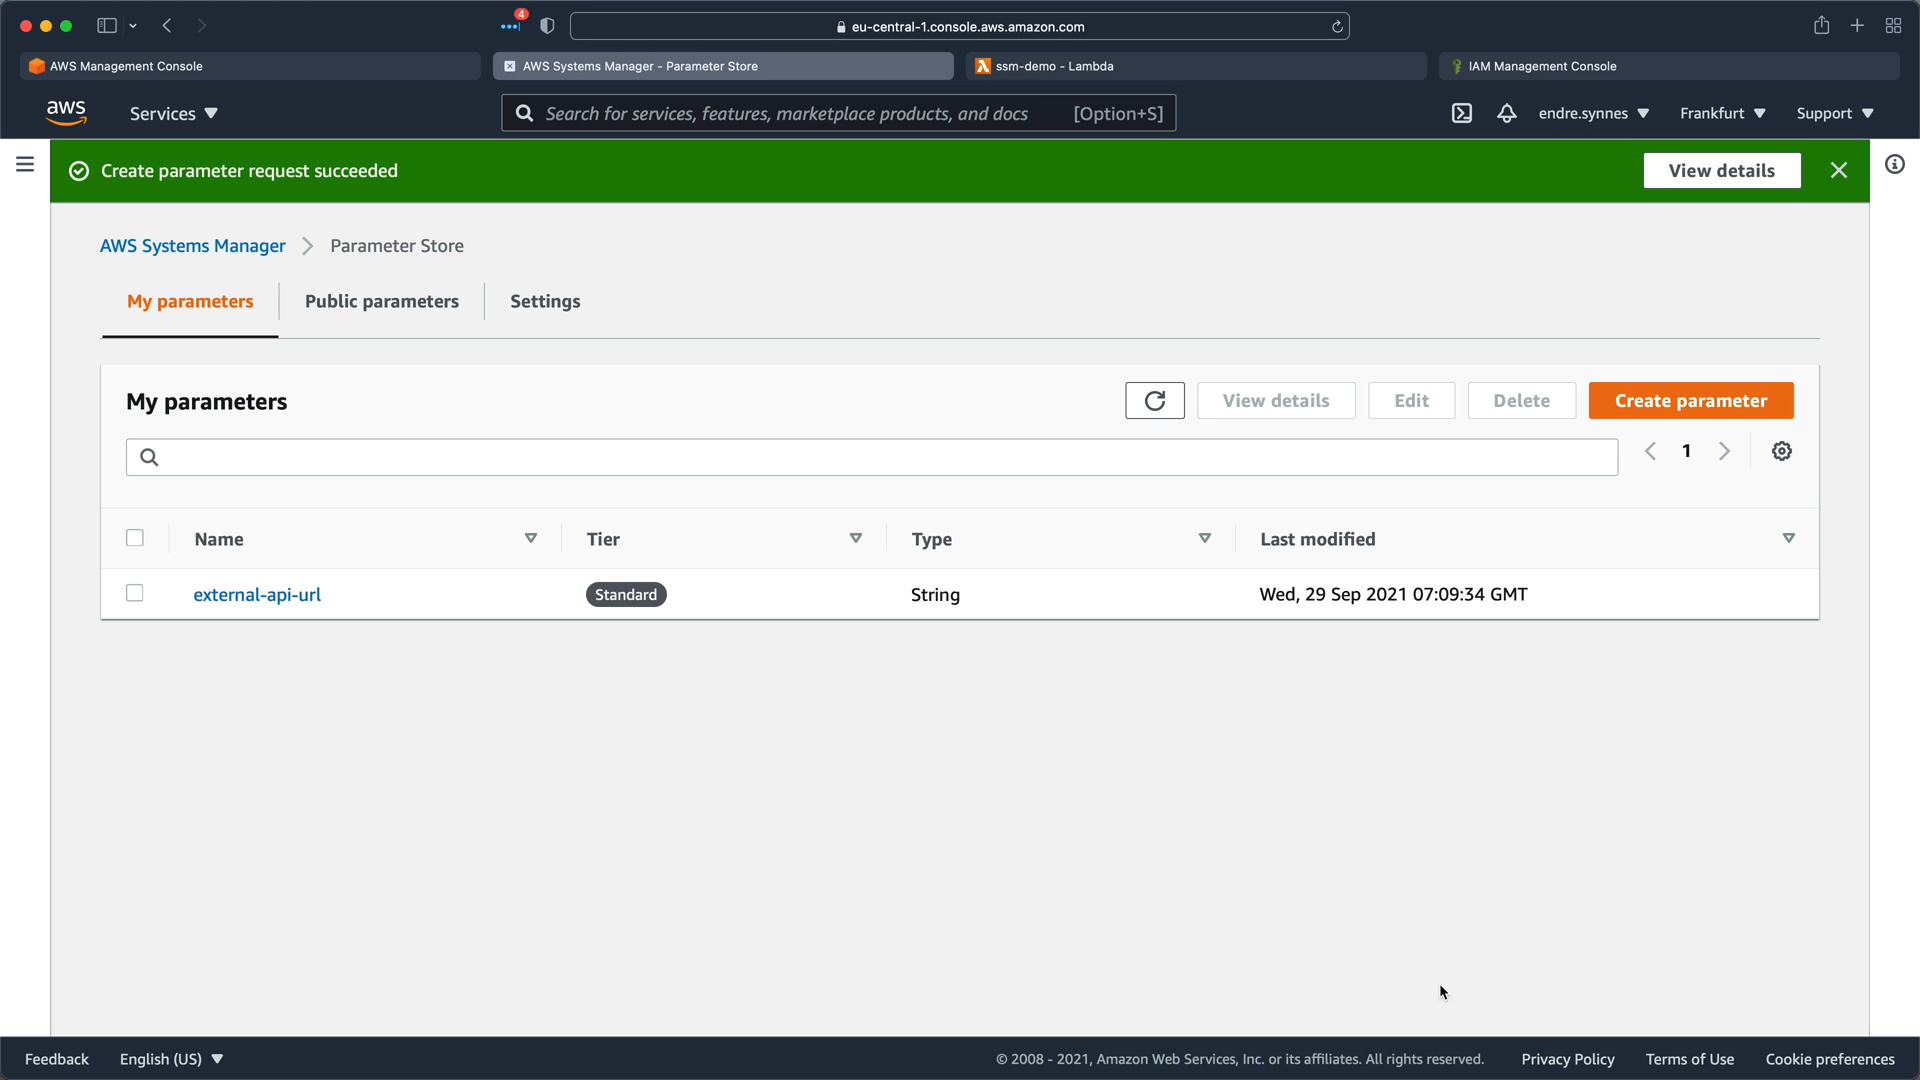 4
eu-central-1.console.aws.amazon.com
AWS Management Console
AWS Systems Manager - Parameter Store
ssm-demo - Lambda
IAM Management Console
aws
Services
Search for services, features, marketplace products, and docs
[Option+S]
endre.synnes
Frankfurt
Support
Create parameter request succeeded
View details
AWS Systems Manager
Parameter Store
My parameters
Public parameters
Settings
My parameters
View details
Edit
Delete
Create parameter
1
Name
Tier
Type
Last modified
external-api-url
Standard
String
Wed, 29 Sep 2021 07:09:34 GMT
Feedback
English (US)
© 2008 - 2021, Amazon Web Services, Inc. or its affiliates. All rights reserved.
Privacy Policy
Terms of Use
Cookie preferences